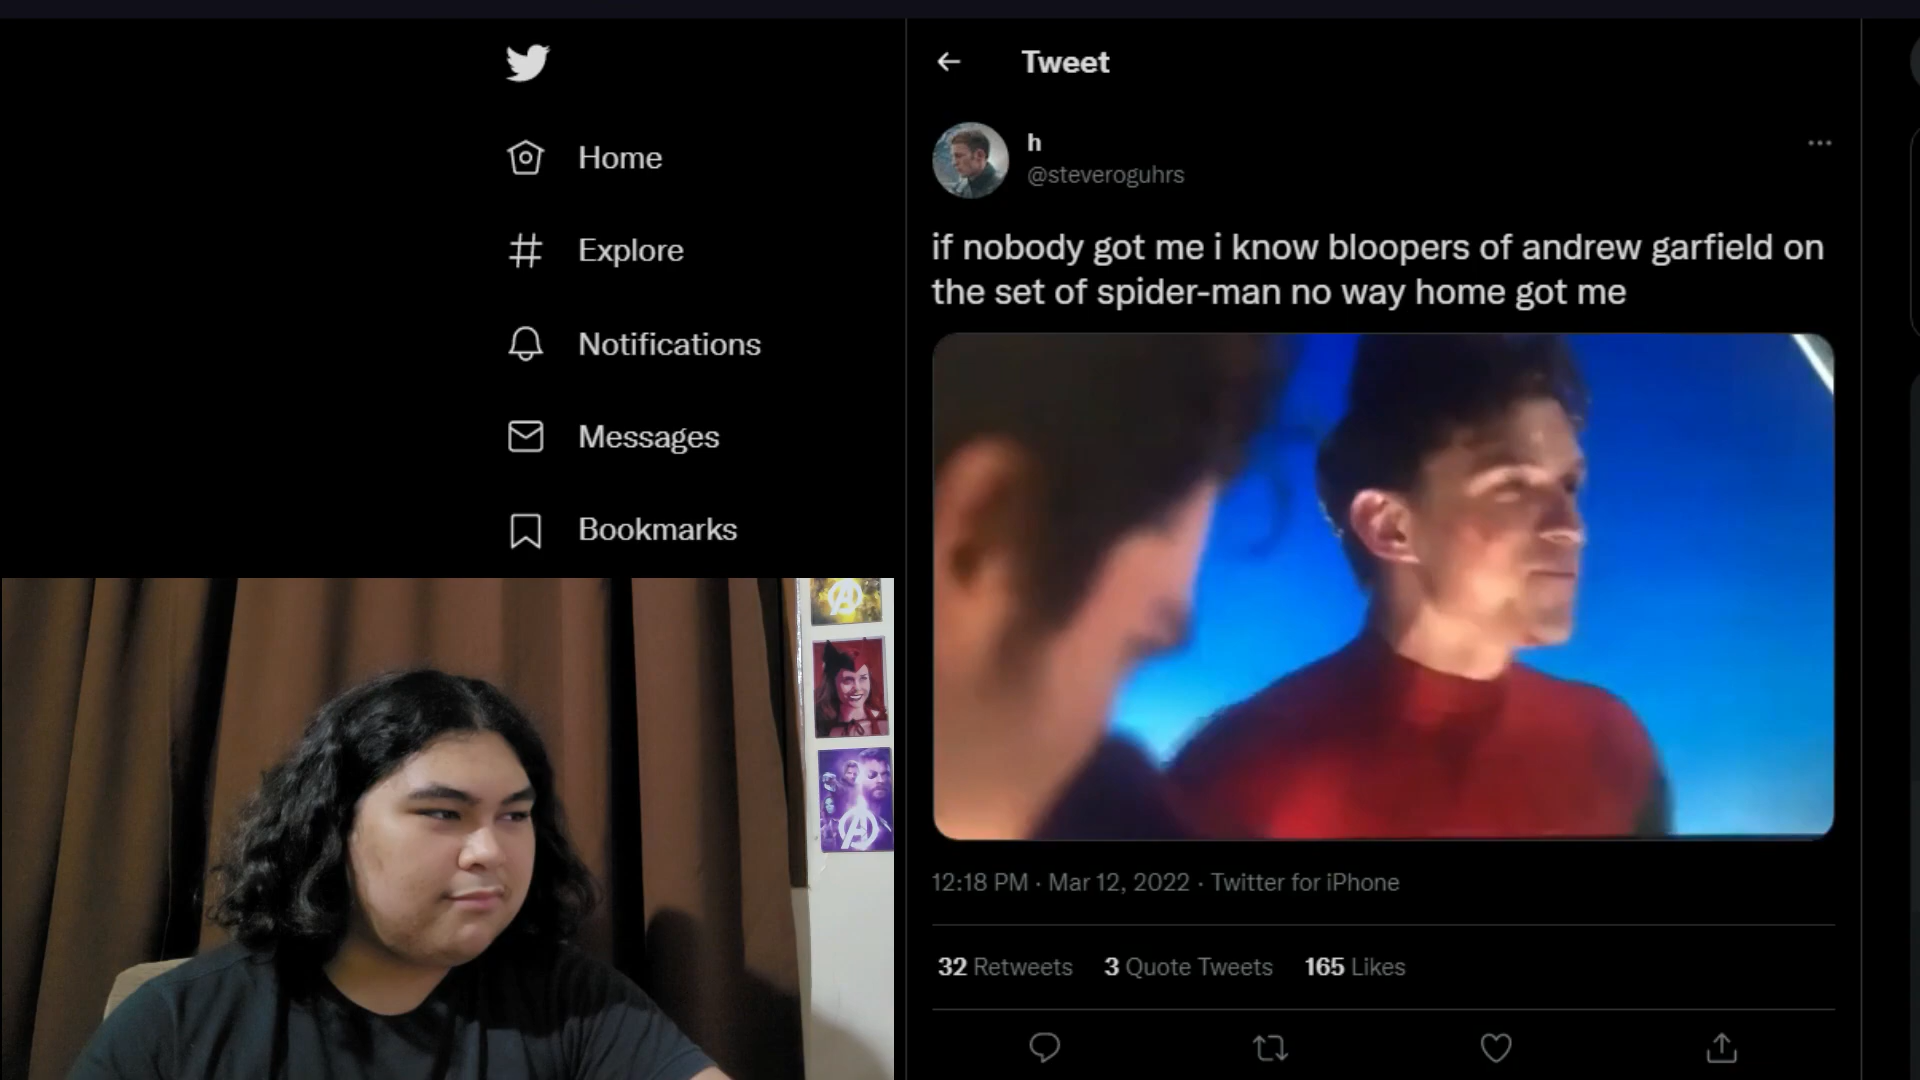 Home
Explore
Notifications
Messages
Bookmarks
Tweet
h
@steveroguhrs
if nobody got me i know bloopers of andrew garfield on
the set of spider-man no way home got me
12:18 PM · Mar 12, 2022 · Twitter for iPhone
32 Retweets 3 Quote Tweets 165 Likes